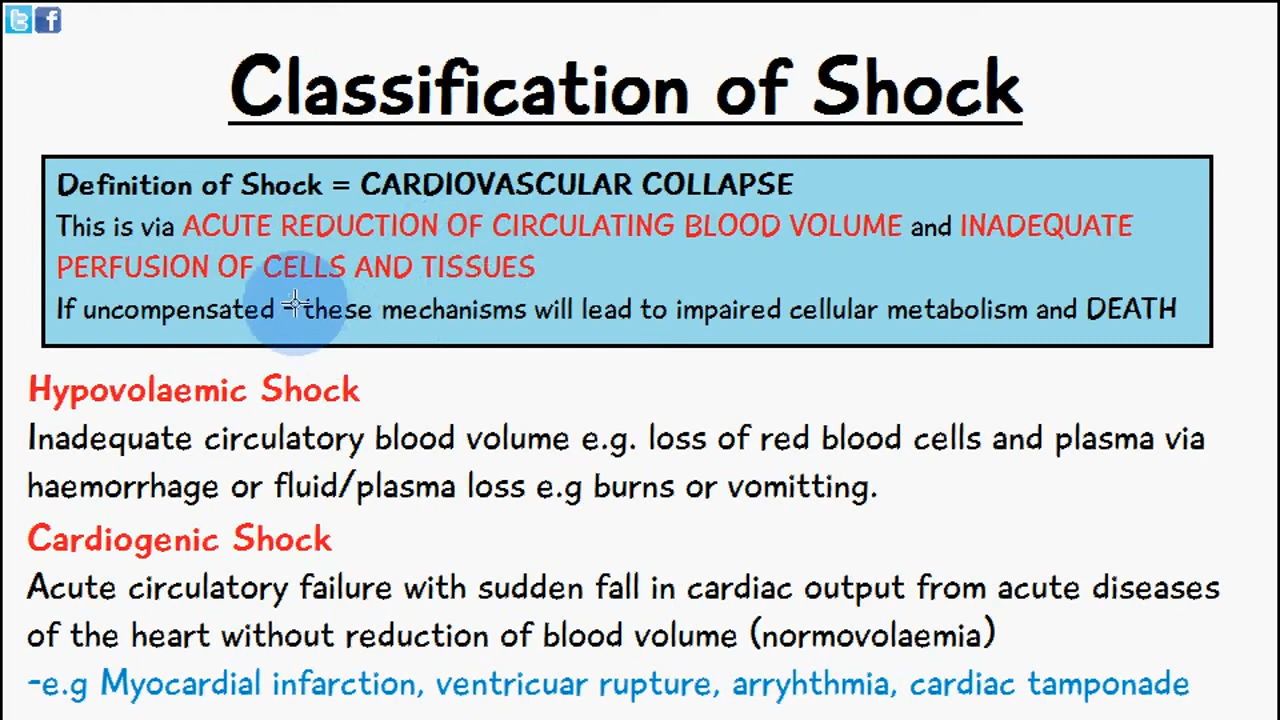 Classification of Shock
Definition of Shock = CARDIOVASCULAR COLLAPSE
This is via ACUTE REDUCTION OF CIRCULATING BLOOD VOLUME and INADEQUATE
PERFUSION OF CELLS AND TISSUES
If uncompensated - these mechanisms will lead to impaired cellular metabolism and DEATH
Hypovolaemic Shock
Inadequate circulatory blood volume e.g. loss of red blood cells and plasma via
haemorrhage or fluid/plasma loss e.g burns or vomitting.
Cardiogenic Shock
Acute circulatory failure with sudden fall in cardiac output from acute diseases
of the heart without reduction of blood volume (normovolaemia)
-e.g Myocardial infarction, ventricuar rupture, arryhthmia, cardiac tamponade